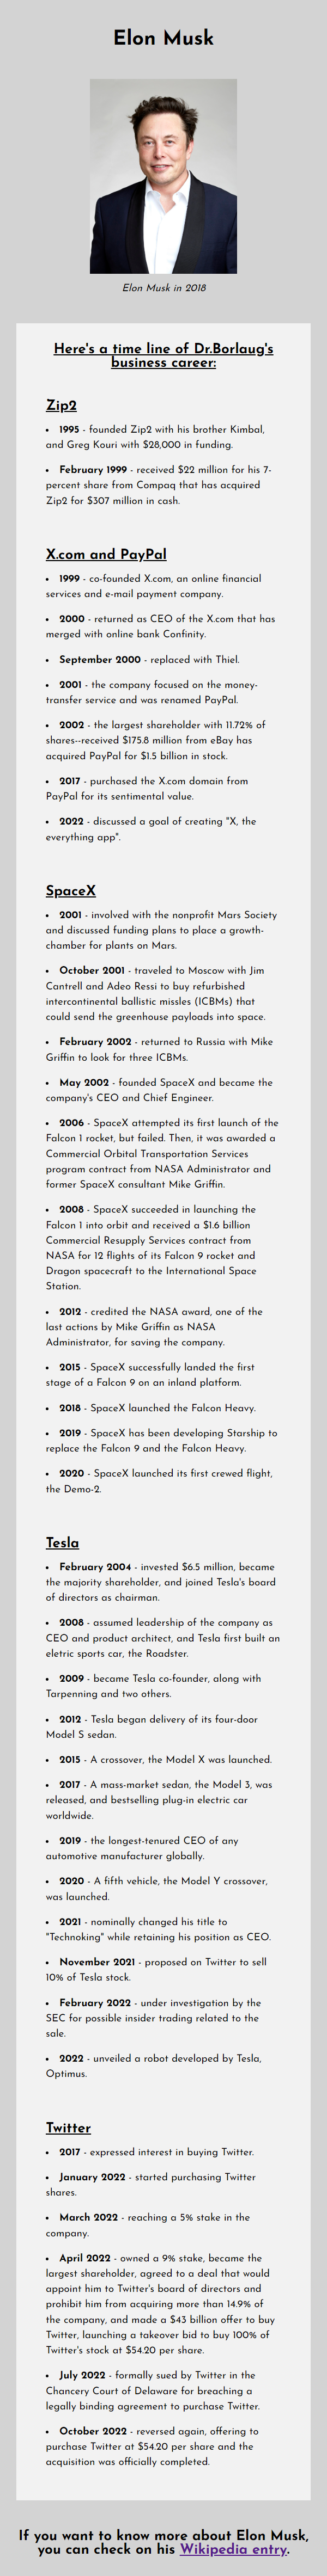 Elon Musk
Elon Musk in 2018
Here's a time line of Dr.Borlaug's
business career:
Zip2
• 1995 - founded Zip2 with his brother Kimbal,
and Greg Kouri with $28,000 in funding.
• February 1999 - received $22 million for his 7-
percent share from Compaq that has acquired
Zip2 for $307 million in cash.
X.com and PayPal
• 1999 - co-founded X.com, an online financial
services and e-mail payment company.
• 2000 - returned as CEO of the X.com that has
merged with online bank Confinity.
• September 2000 - replaced with Thiel.
• 2001 - the company focused on the money-
transfer service and was renamed PayPal.
• 2002 - the largest shareholder with 11.72% of
shares--received $175.8 million from eBay has
acquired PayPal for $1.5 billion in stock.
• 2017 - purchased the X.com domain from
PayPal for its sentimental value.
• 2022 - discussed a goal of creating "X, the
everything app".
SpaceX
• 2001 - involved with the nonprofit Mars Society
and discussed funding plans to place a growth-
chamber for plants on Mars.
• October 2001 - traveled to Moscow with Jim
Cantrell and Adeo Ressi to buy refurbished
intercontinental ballistic missles (ICBMs) that
could send the greenhouse payloads into space.
• February 2002 - returned to Russia with Mike
Griffin to look for three ICBMs.
• May 2002 - founded SpaceX and became the
company's CEO and Chief Engineer.
• 2006 - SpaceX attempted its first launch of the
Falcon 1 rocket, but failed. Then, it was awarded a
Commercial Orbital Transportation Services
program contract from NASA Administrator and
former SpaceX consultant Mike Griffin.
• 2008 - SpaceX succeeded in launching the
Falcon 1 into orbit and received a $1.6 billion
Commercial Resupply Services contract from
NASA for 12 flights of its Falcon 9 rocket and
Dragon spacecraft to the International Space
Station.
• 2012 - credited the NASA award, one of the
last actions by Mike Griffin as NASA
Administrator, for saving the company.
• 2015 - SpaceX successfully landed the first
stage of a Falcon 9 on an inland platform.
• 2018 - SpaceX launched the Falcon Heavy.
• 2019 - SpaceX has been developing Starship to
replace the Falcon 9 and the Falcon Heavy.
• 2020 - SpaceX launched its first crewed flight,
the Demo-2.
Tesla
• February 2004 - invested $6.5 million, became
the majority shareholder, and joined Tesla's board
of directors as chairman.
• 2008 - assumed leadership of the company as
CEO and product architect, and Tesla first built an
eletric sports car, the Roadster.
• 2009 - became Tesla co-founder, along with
Tarpenning and two others.
• 2012 - Tesla began delivery of its four-door
Model S sedan.
• 2015 - A crossover, the Model X was launched.
• 2017 - A mass-market sedan, the Model 3, was
released, and bestselling plug-in electric car
worldwide.
• 2019 - the longest-tenured CEO of any
automotive manufacturer globally.
• 2020 - A fifth vehicle, the Model Y crossover,
was launched.
• 2021 - nominally changed his title to
"Technoking" while retaining his position as CEO.
• November 2021 - proposed on Twitter to sell
10% of Tesla stock.
• February 2022 - under investigation by the
SEC for possible insider trading related to the
sale.
• 2022 - unveiled a robot developed by Tesla,
Optimus.
Twitter
• 2017 - expressed interest in buying Twitter.
• January 2022 - started purchasing Twitter
shares.
• March 2022 - reaching a 5% stake in the
company.
• April 2022 - owned a 9% stake, became the
largest shareholder, agreed to a deal that would
appoint him to Twitter's board of directors and
prohibit him from acquiring more than 14.9% of
the company, and made a $43 billion offer to buy
Twitter, launching a takeover bid to buy 100% of
Twitter's stock at $54.20 per share.
• July 2022 - formally sued by Twitter in the
Chancery Court of Delaware for breaching a
legally binding agreement to purchase Twitter.
• October 2022 - reversed again, offering to
purchase Twitter at $54.20 per share and the
acquisition was officially completed.
If you want to know more about Elon Musk,
you can check on his Wikipedia entry.